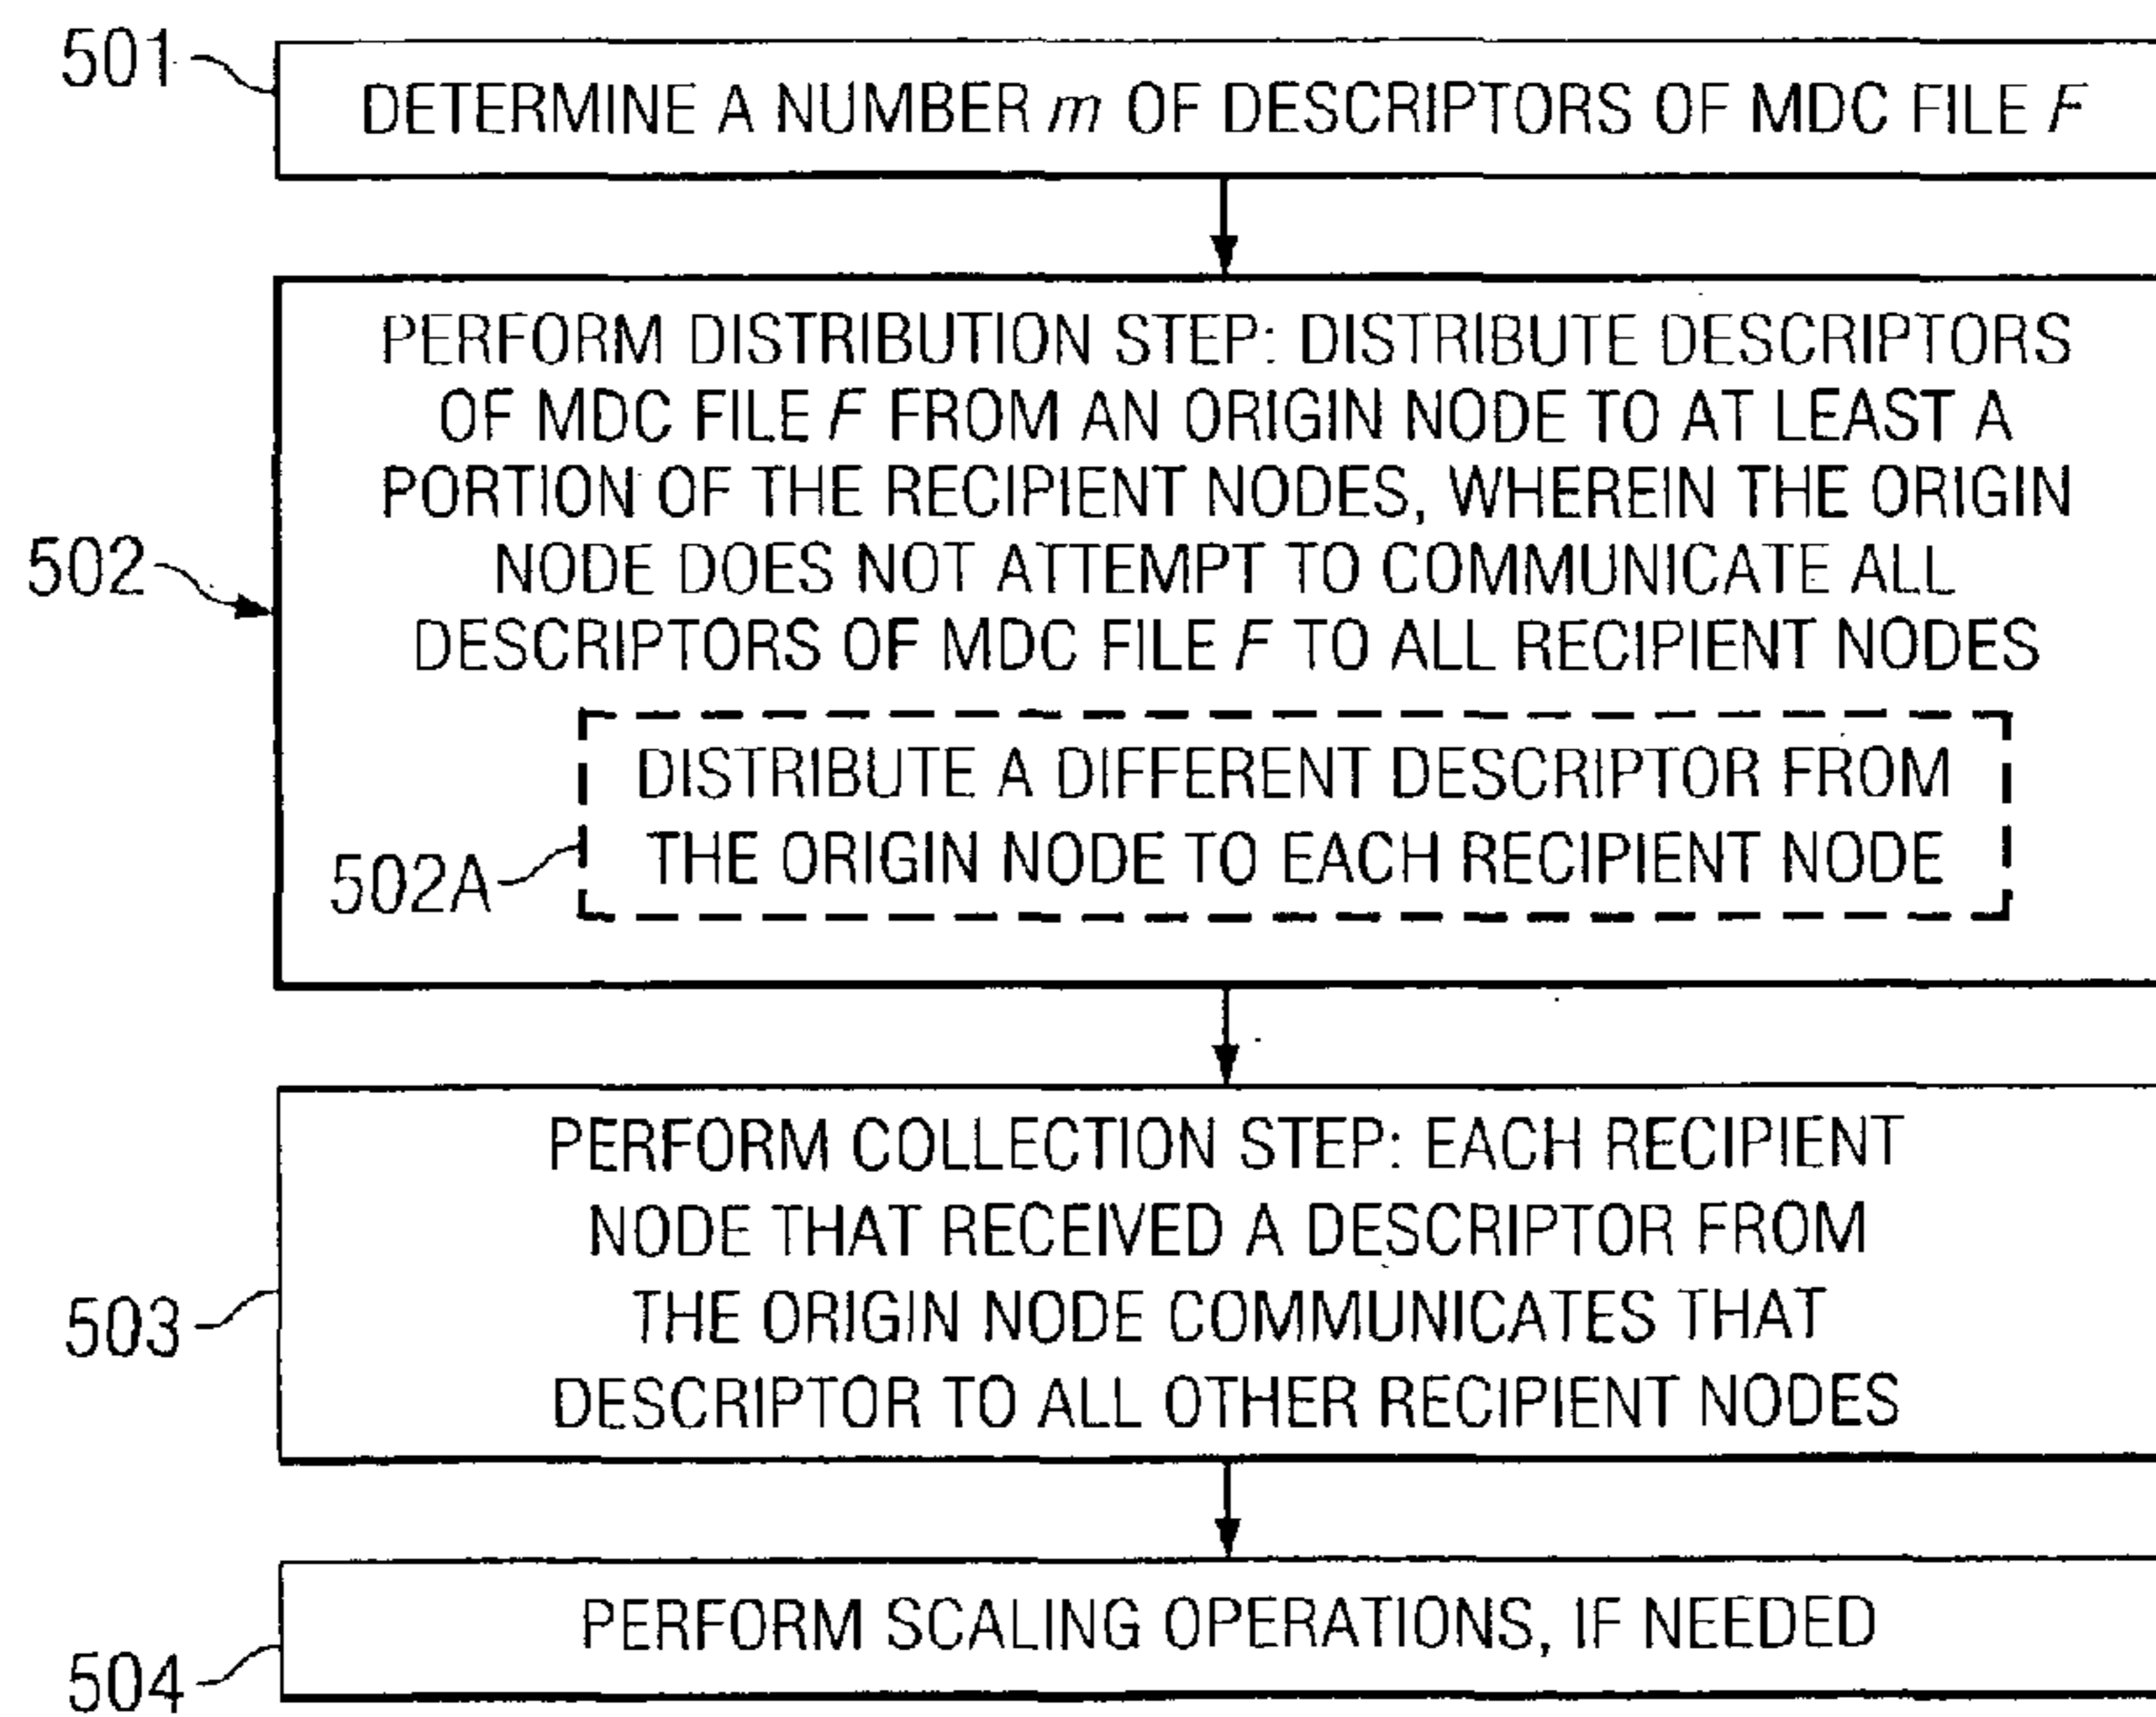 501
DETERMINE A NUMBER m OF DESCRIPTORS OF MDC FILE F
PERFORM DISTRIBUTION STEP: DISTRIBUTE DESCRIPTORS
OF MDC FILE F FROM AN ORIGIN NODE TO AT LEAST A
PORTION OF THE RECIPIENT NODES, WHEREIN THE ORIGIN
NODE DOES NOT ATTEMPT TO COMMUNICATE ALL
DESCRIPTORS OF MDC FILE F TO ALL RECIPIENT NODES
502
DISTRIBUTE A DIFFERENT DESCRIPTOR FROM
THE ORIGIN NODE TO EACH RECIPIENT NODE
502A
PERFORM COLLECTION STEP: EACH RECIPIENT
NODE THAT RECEIVED A DESCRIPTOR FROM
THE ORIGIN NODE COMMUNICATES THAT
DESCRIPTOR TO ALL OTHER RECIPIENT NODES
503
PERFORM SCALING OPERATIONS, IF NEEDED
504